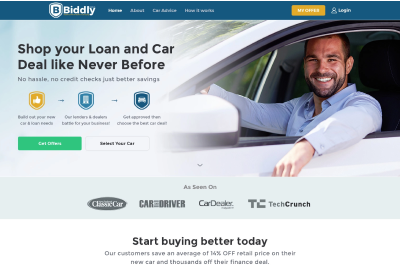 Biddly
Home About Car Advice How it works MY OFFER Login
Shop your Loan and Car
Deal like Never Before
No hassle, no credit checks just better savings
Build out your new
car & loan needs
Our lenders & dealers
battle for your business!
Get approved then
choose the best car deal!
Get Offers Select Your Car
As Seen On
ClassicCar CAR AND DRIVER CarDealer TechCrunch
Start buying better today
Our customers save an average of 14% OFF retail price on their
new car and thousands off their finance deal.